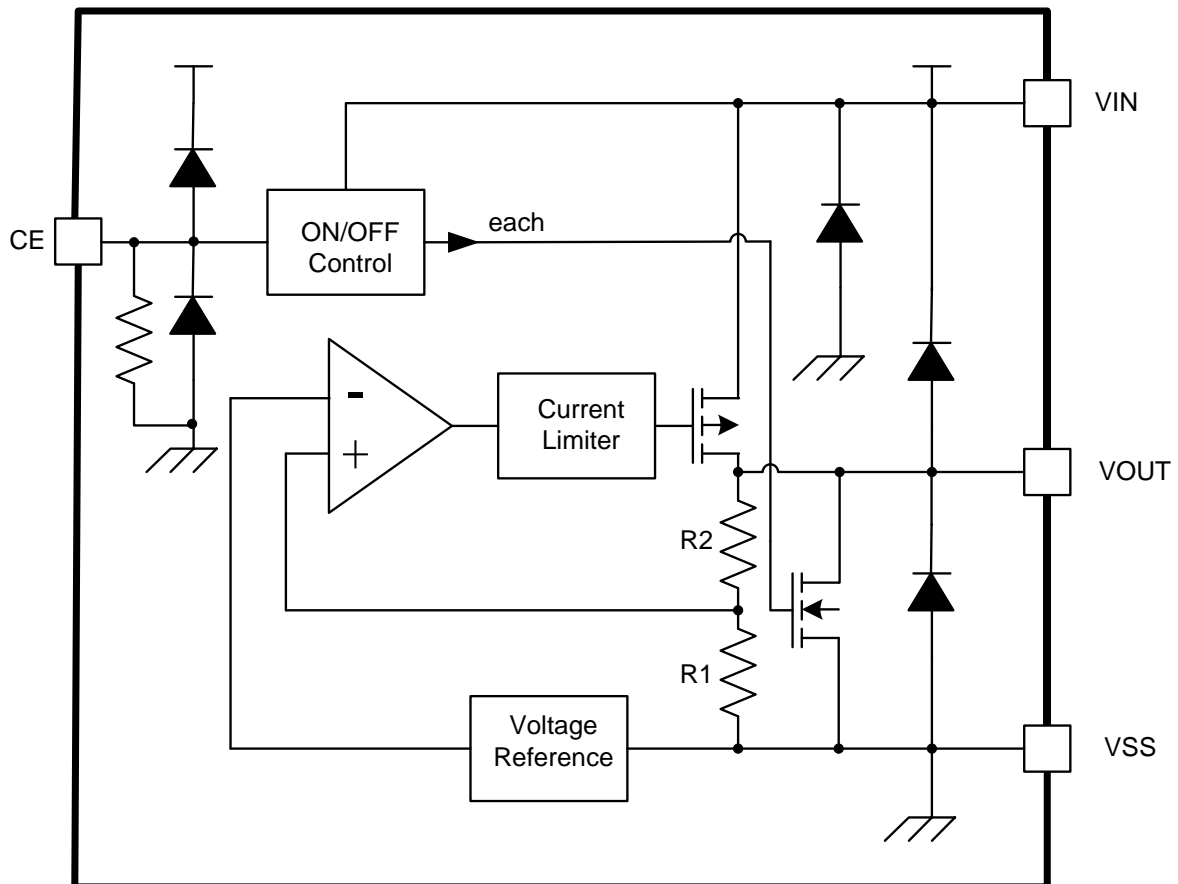 VIN
CE
ON/OFF
Control
each
-
+
Current
Limiter
VOUT
R2
R1
Voltage
Reference
VSS